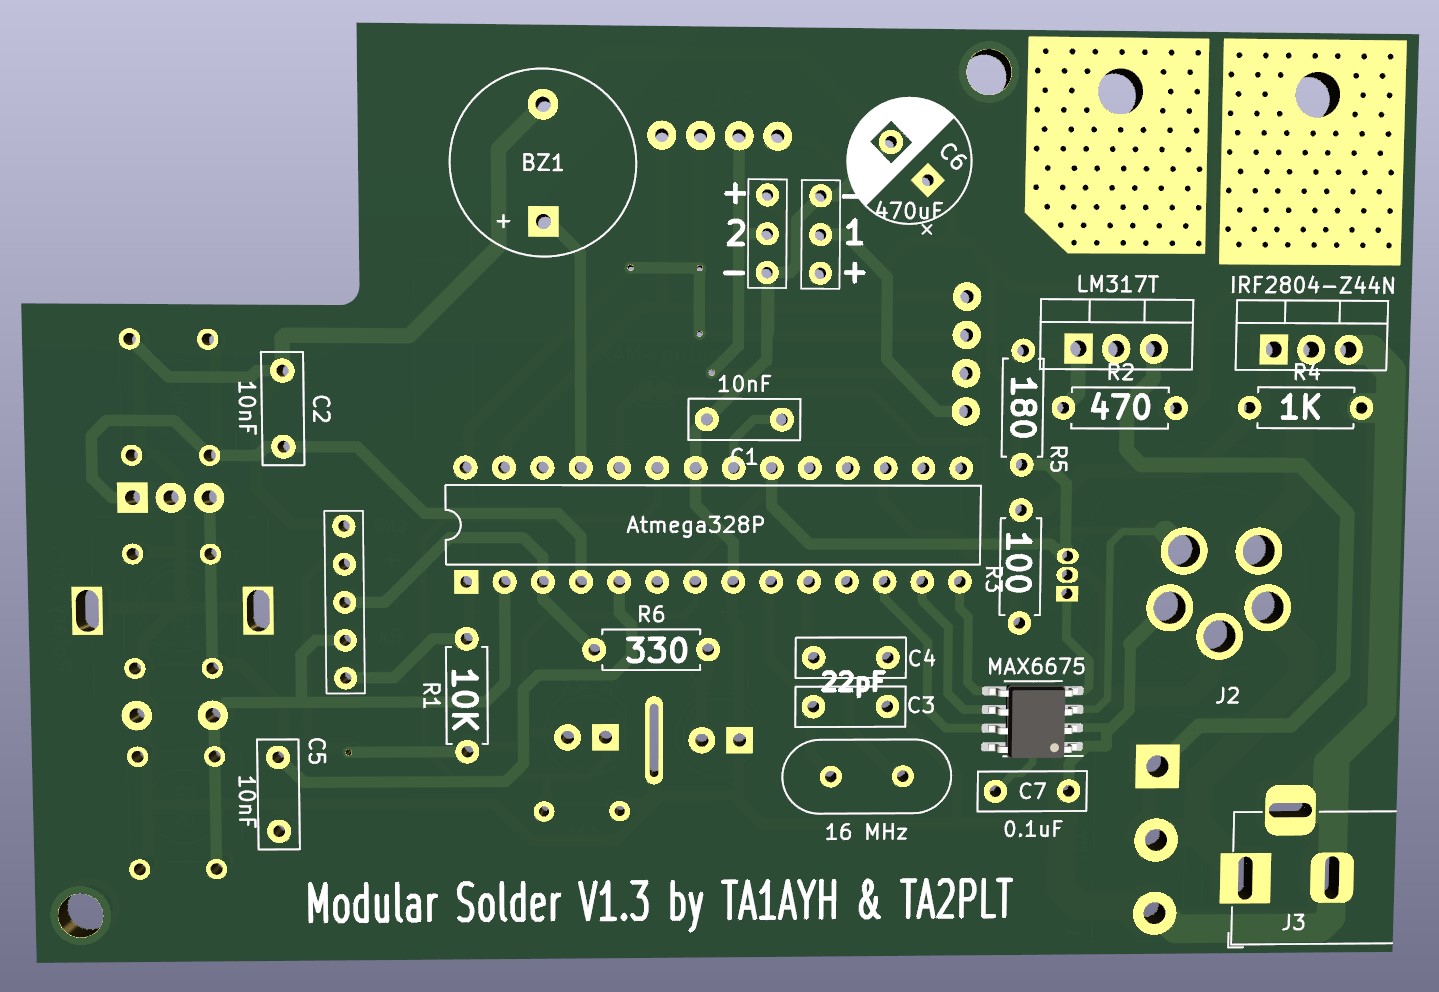 BZ1
+
C6
470uF
+ -
2 1
- +
LM317T
IRF2804-Z44N
R2
R4
470
1K
180
R5
10nF
C2
10nF
C1
Atmega328P
100
R3
R6
330
10K
R1
C4
22pF
C3
MAX6675
J2
C5
10nF
16 MHz
C7
0.1uF
J3
Modular Solder V1.3 by TA1AYH & TA2PLT